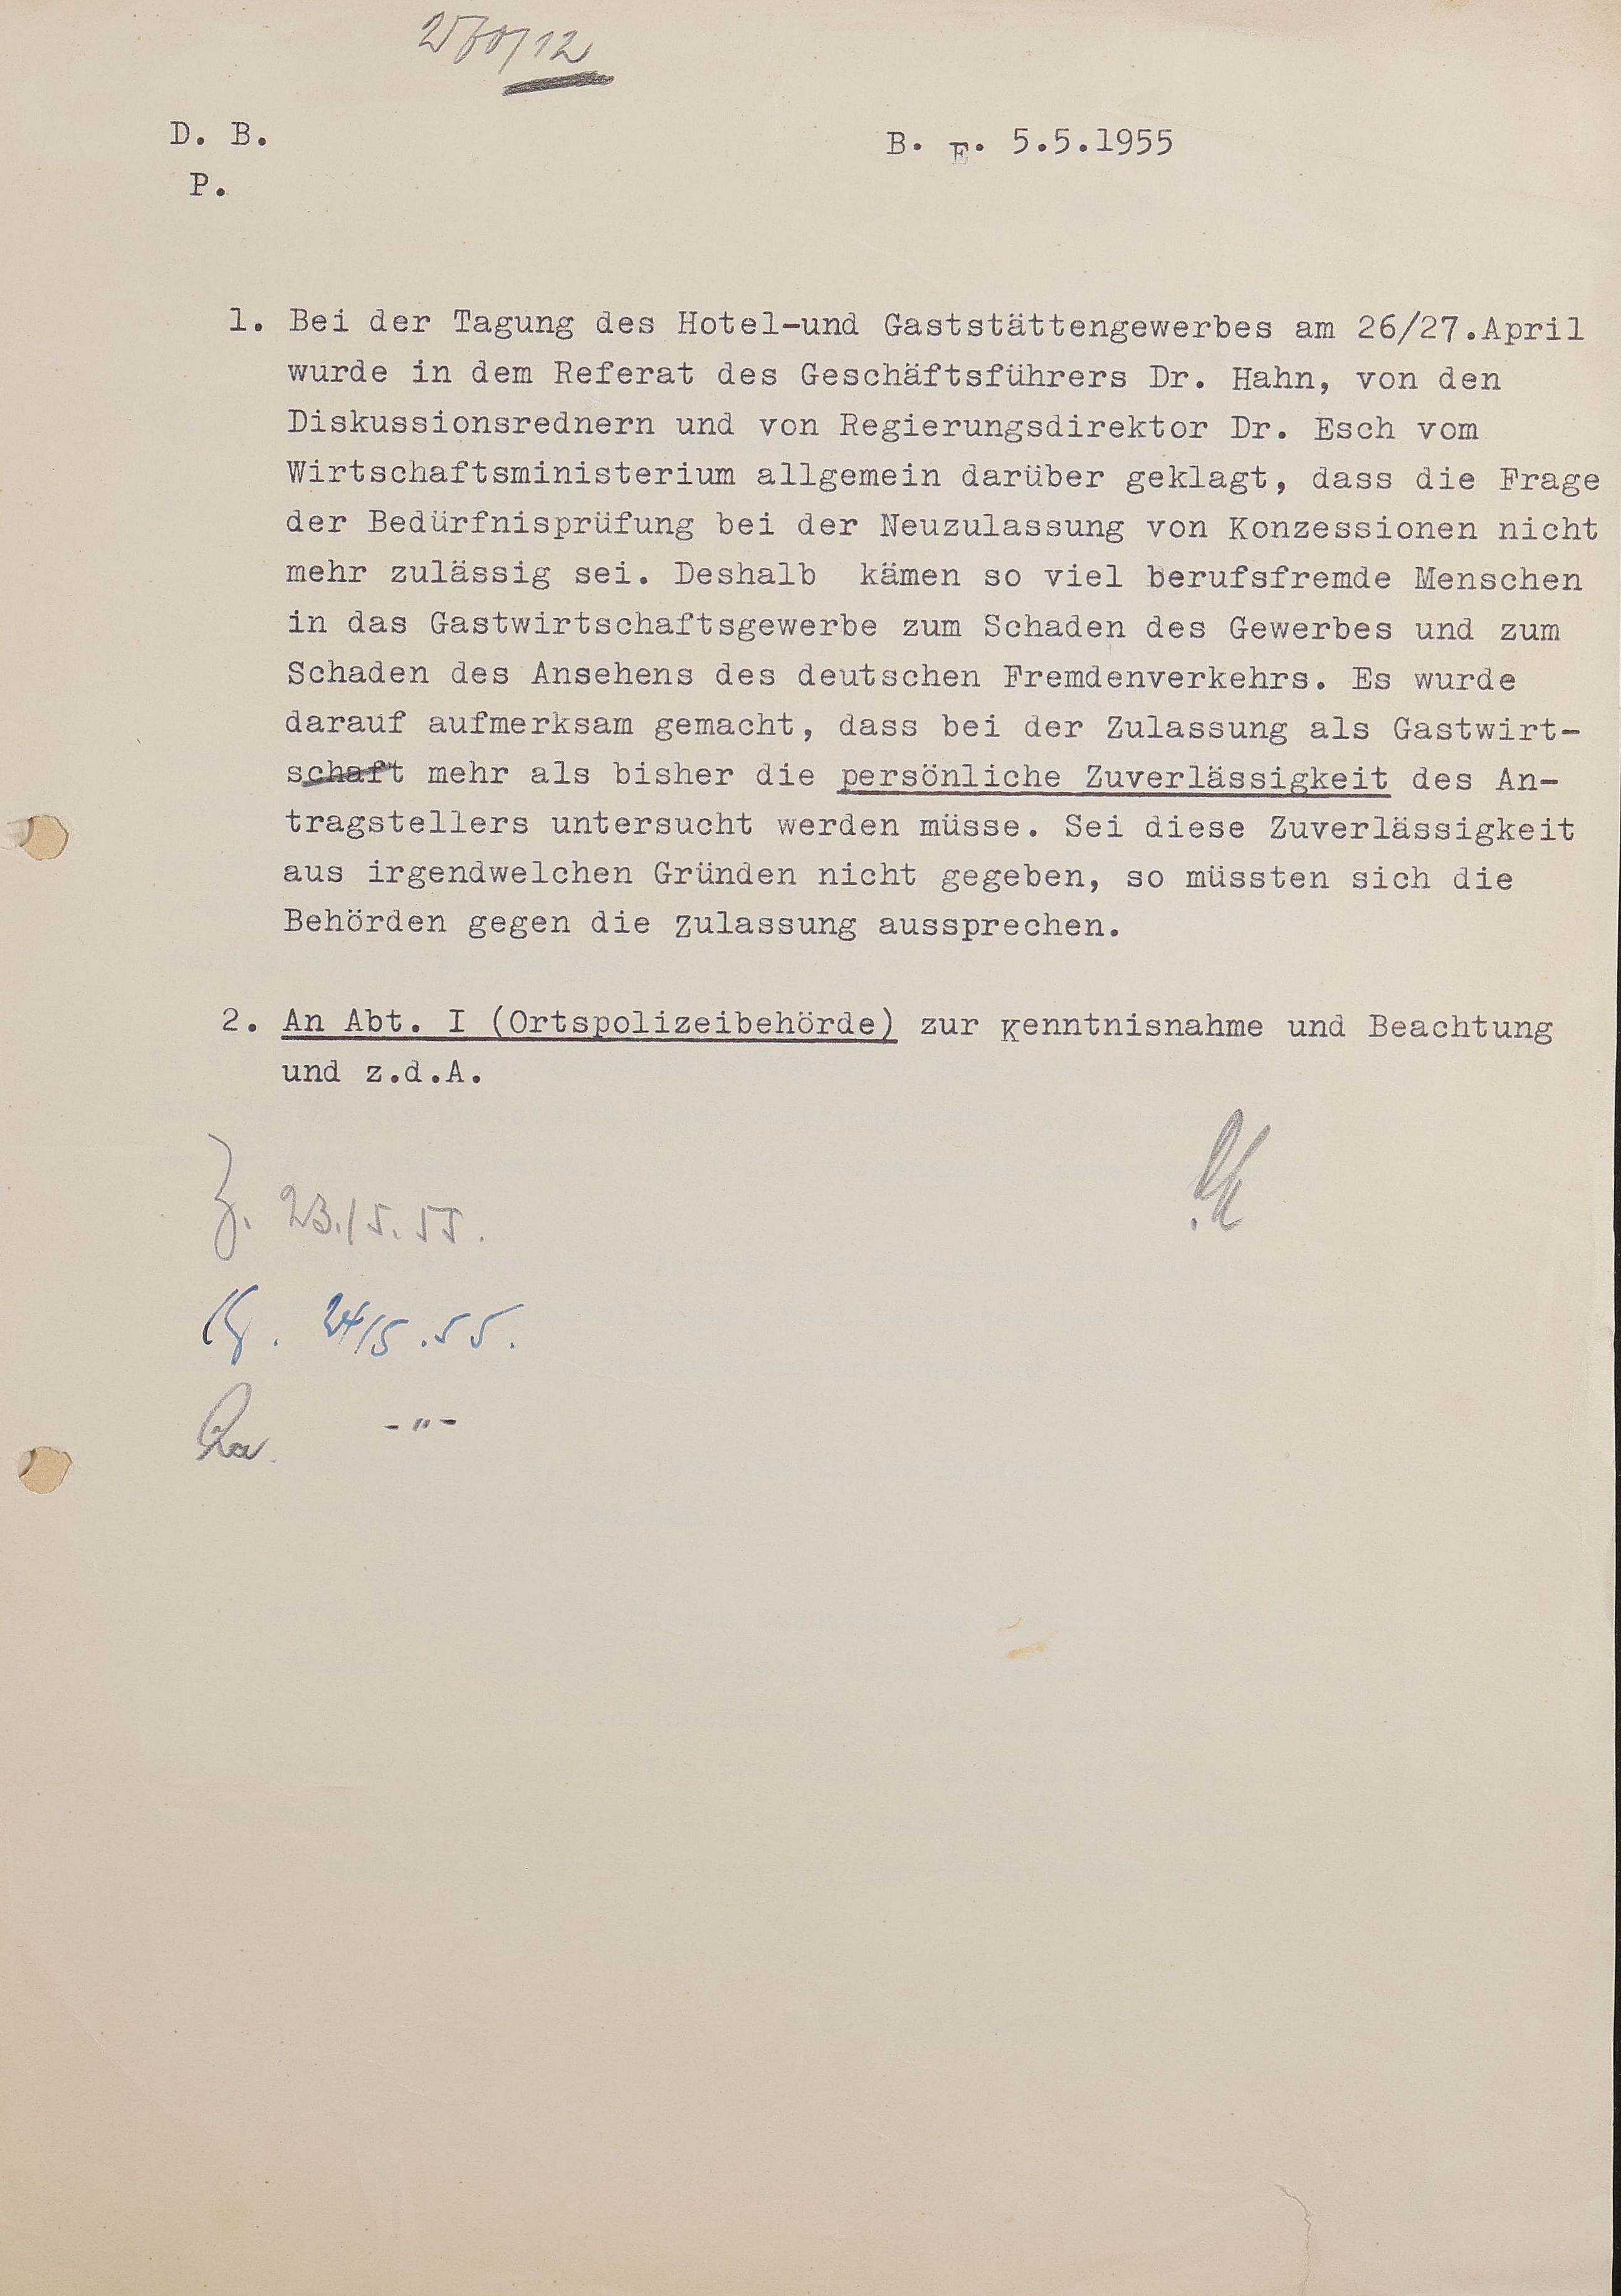 D. B.
P.
B. E. 5.5.1955
1. Bei der Tagung des Hotel-und Gaststättengewerbes am 26/27.April
wurde in dem Referat des Geschäftsführers Dr. Hahn, von den
Diskussionsrednern und von Regierungsdirektor Dr. Esch vom
Wirtschaftsministerium allgemein darüber geklagt, dass die Frage
der Bedürfnisprüfung bei der Neuzulassung von Konzessionen nicht
mehr zulässig sei. Deshalb kämen so viel berufsfremde Menschen
in das Gastwirtschaftsgewerbe zum Schaden des Gewerbes und zum
Schaden des Ansehens des deutschen Fremdenverkehrs. Es wurde
darauf aufmerksam gemacht, dass bei der Zulassung als Gastwirt-
schaft mehr als bisher die persönliche Zuverlässigkeit des An-
tragstellers untersucht werden müsse. Sei diese Zuverlässigkeit
aus irgendwelchen Gründen nicht gegeben, so müssten sich die
Behörden gegen die Zulassung aussprechen.
2. An Abt. I (Ortspolizeibehörde) zur Kenntnisnahme und Beachtung
und z.d.A.
23./5.55.
24/5.55.
-"-